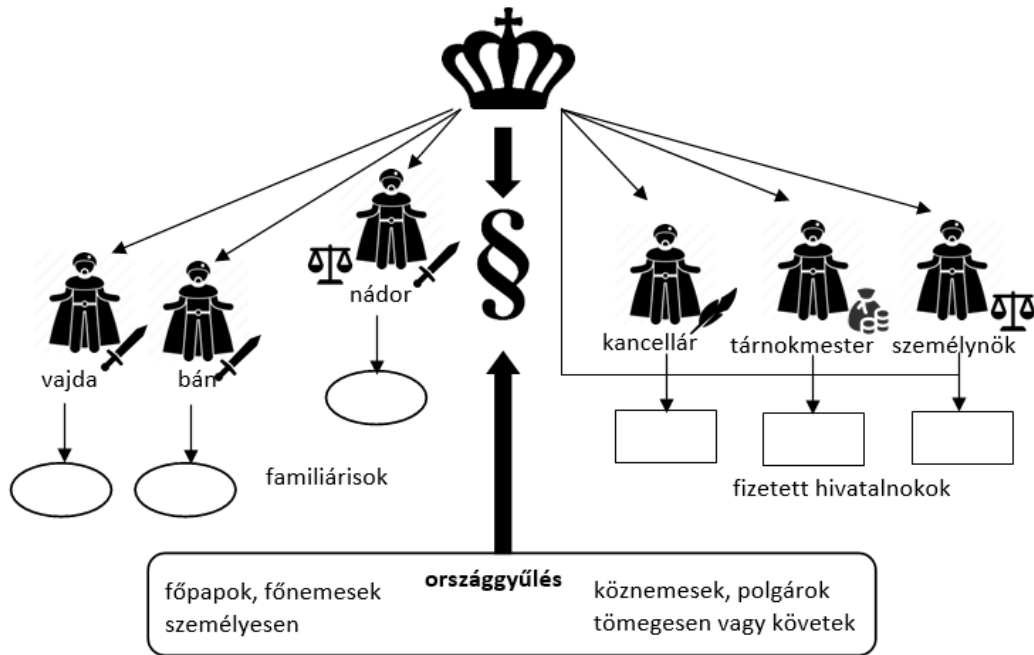 §
nádor
vajda
bán
kancellár
tárnokmester
személynök
familiárisok
fizetett hivatalnokok
országgyűlés
főpapok, főnemesek
személyesen
köznemesek, polgárok
tömegesen vagy követek